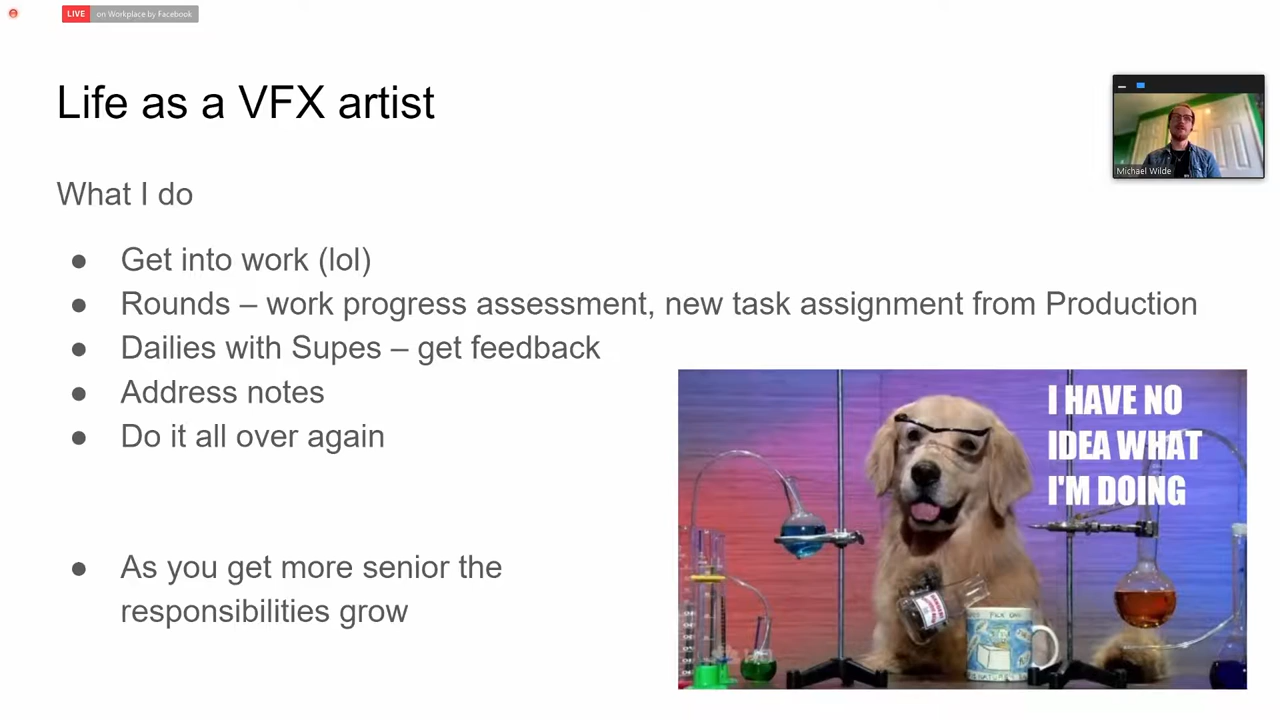 LIVE on Workplace by Facebook
Life as a VFX artist
Michael Wilde
What I do
● Get into work (lol)
● Rounds – work progress assessment, new task assignment from Production
● Dailies with Supes – get feedback
● Address notes
● Do it all over again
I HAVE NO
IDEA WHAT
I'M DOING
● As you get more senior the
responsibilities grow